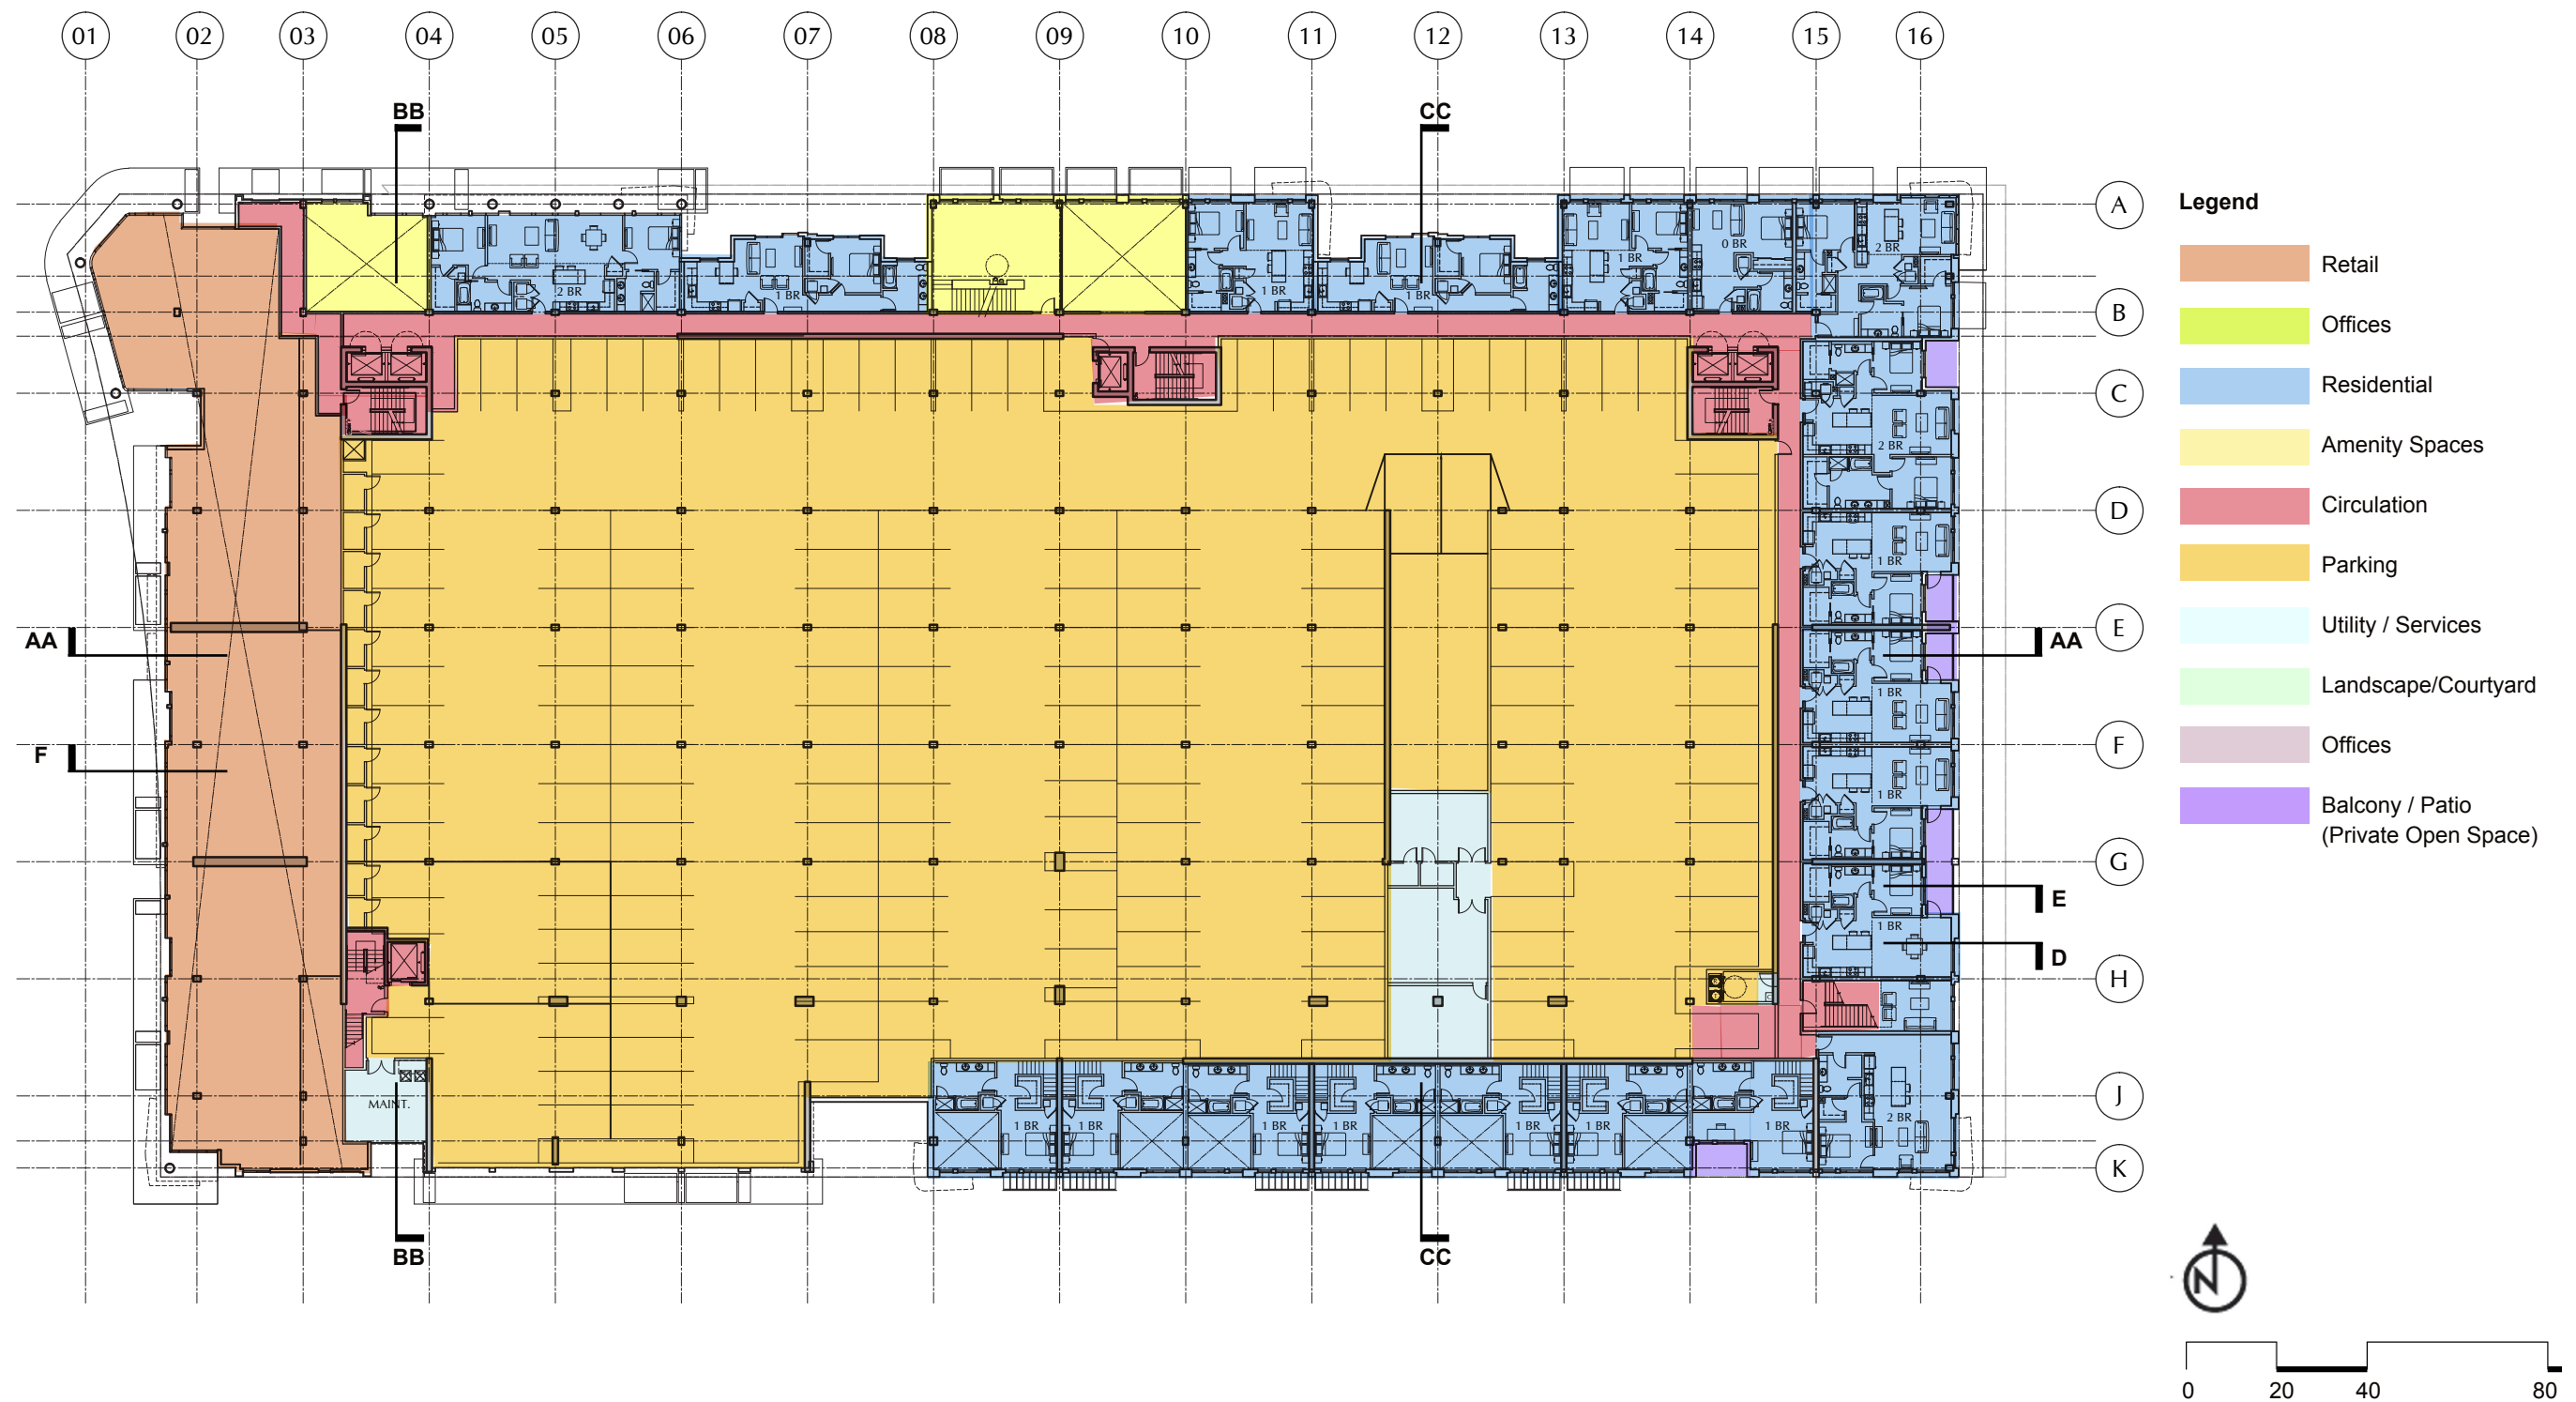 01 02 03 04 05 06 07 08 09 10 11 12 13 14 15 16
BB CC
A
Legend
Retail
B
Offices
C
Residential
Amenity Spaces
D
Circulation
Parking
E
Utility / Services
AA AA
Landscape/Courtyard
F F
Offices
Balcony / Patio
(Private Open Space)
G
E
D
H
J
K
BB CC
2 BR
1 BR
1 BR
1 BR
1 BR
0 BR
2 BR
2 BR
1 BR
1 BR
1 BR
1 BR
2 BR
MAINT.
1 BR 1 BR 1 BR 1 BR 1 BR 1 BR 1 BR
N
0 20 40 80